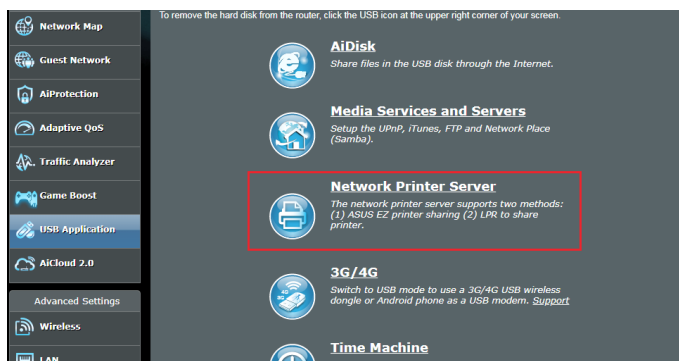 To remove the hard disk from the router, click the USB icon at the upper right corner of your screen.
Network Map
Guest Network
AiProtection
Adaptive QoS
Traffic Analyzer
Game Boost
USB Application
AiCloud 2.0
Advanced Settings
Wireless
LAN
AiDisk
Share files in the USB disk through the Internet.
Media Services and Servers
Setup the UPnP, iTunes, FTP and Network Place
(Samba).
Network Printer Server
The network printer server supports two methods:
(1) ASUS EZ printer sharing (2) LPR to share
printer.
3G/4G
Switch to USB mode to use a 3G/4G USB wireless
dongle or Android phone as a USB modem. Support
Time Machine